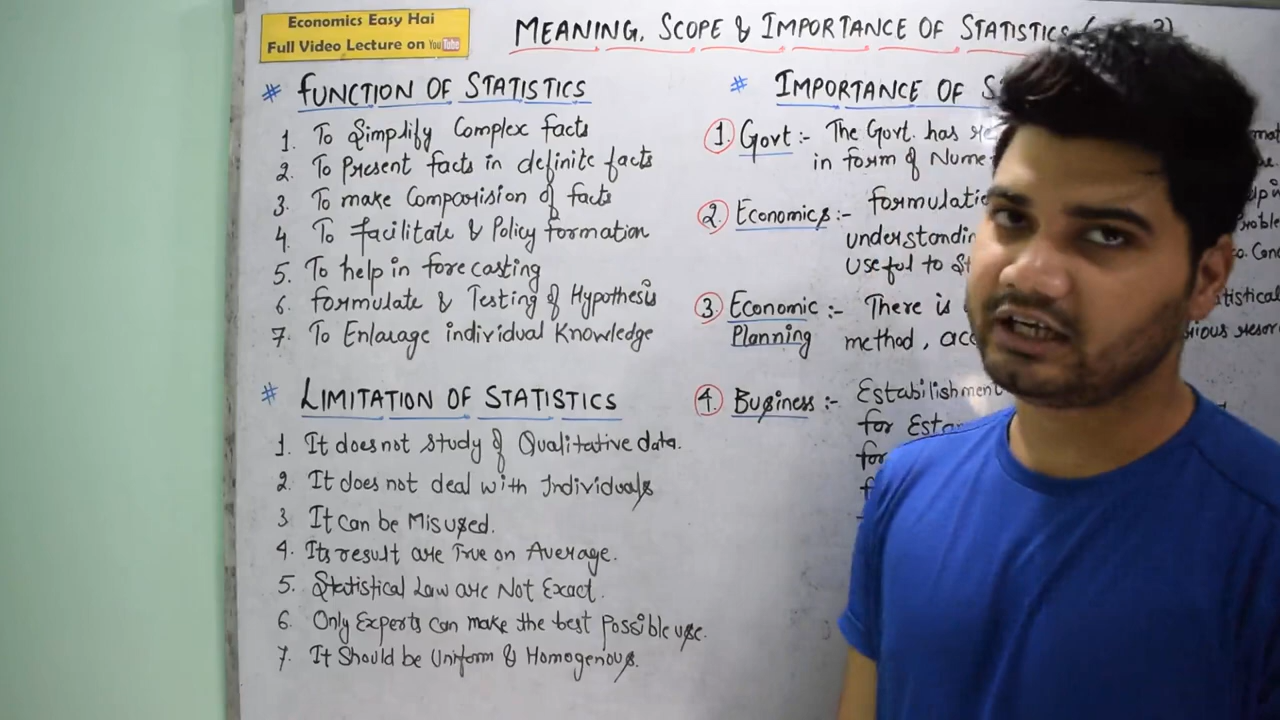 Economics Easy Hai
Full Video Lecture on YouTube
MEANING, SCOPE & IMPORTANCE OF STATISTICS
# FUNCTION OF STATISTICS
1. To Simplify Complex facts
2. To Present facts in definite facts
3. To make Comparision of facts
4. To facilitate & Policy formation
5. To help in forecasting
6. formulate & Testing of Hypothesis
7. To Enlarage individual Knowledge
# LIMITATION OF STATISTICS
1. It does not study of Qualitative data.
2. It does not deal with Individuals
3 It can be Misused.
4. Its result are True on Average.
5. Statistical Law are Not Exact.
6. Only Experts can make the best Possible use.
7. It Should be Uniform & Homogenous.
# IMPORTANCE OF
1. Govt :- The Govt. has
in form of
2. Economics :-
understandin
Useful to
3. Economic :- There is
Planning method,
4. Business :- Establishment
for
for